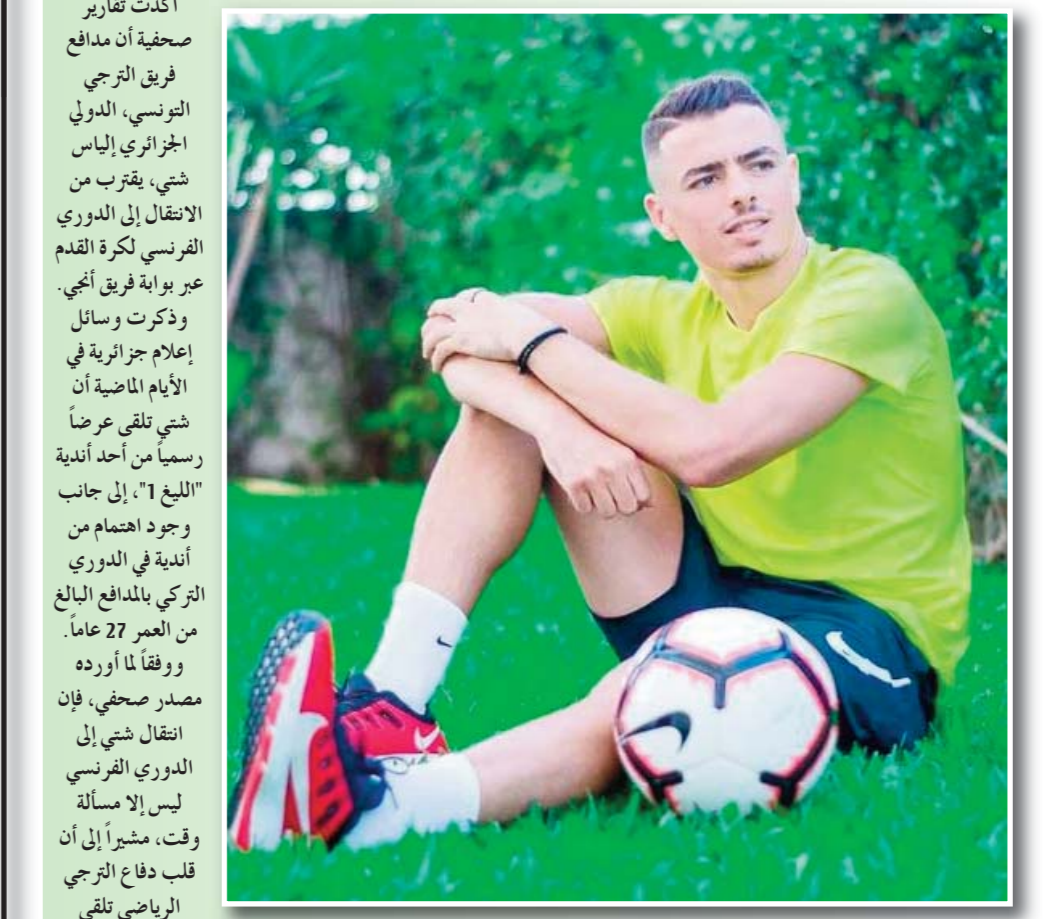 أكدت تقارير
صحفية أن مدافع
فريق الترجي
التونسي، الدولي
الجزائري إلياس
شتي، يقترب من
الانتقال إلى الدوري
الفرنسي لكرة القدم
عبر بوابة فريق أنجي.
وذكرت وسائل
إعلام جزائرية في
الأيام الماضية أن
شتي تلقى عرضاً
رسمياً من أحد أندية
"الليغ 1"، إلى جانب
وجود اهتمام من
أندية في الدوري
التركي بالمدافع البالغ
من العمر 27 عاماً.
ووفقاً لما أورده
مصدر صحفي، فإن
انتقال شتي إلى
الدوري الفرنسي
ليس إلا مسألة
وقت، مشيراً إلى أن
قلب دفاع الترجي
الرياضي تلقى